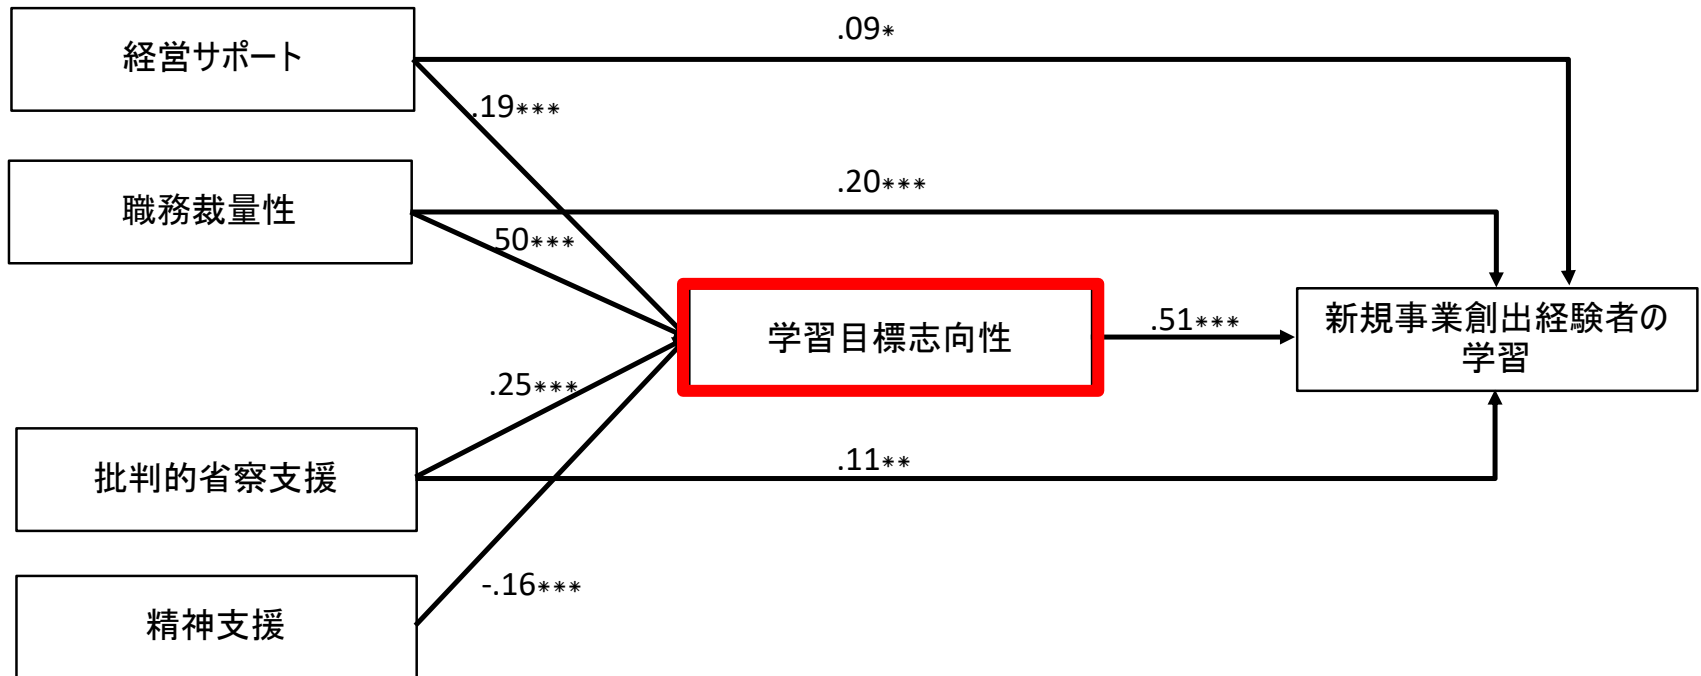 経営サポート
.09*
.19***
職務裁量性
.20***
.50***
学習目標志向性
.51***
新規事業創出経験者の
学習
.25***
批判的省察支援
.11**
-.16***
精神支援